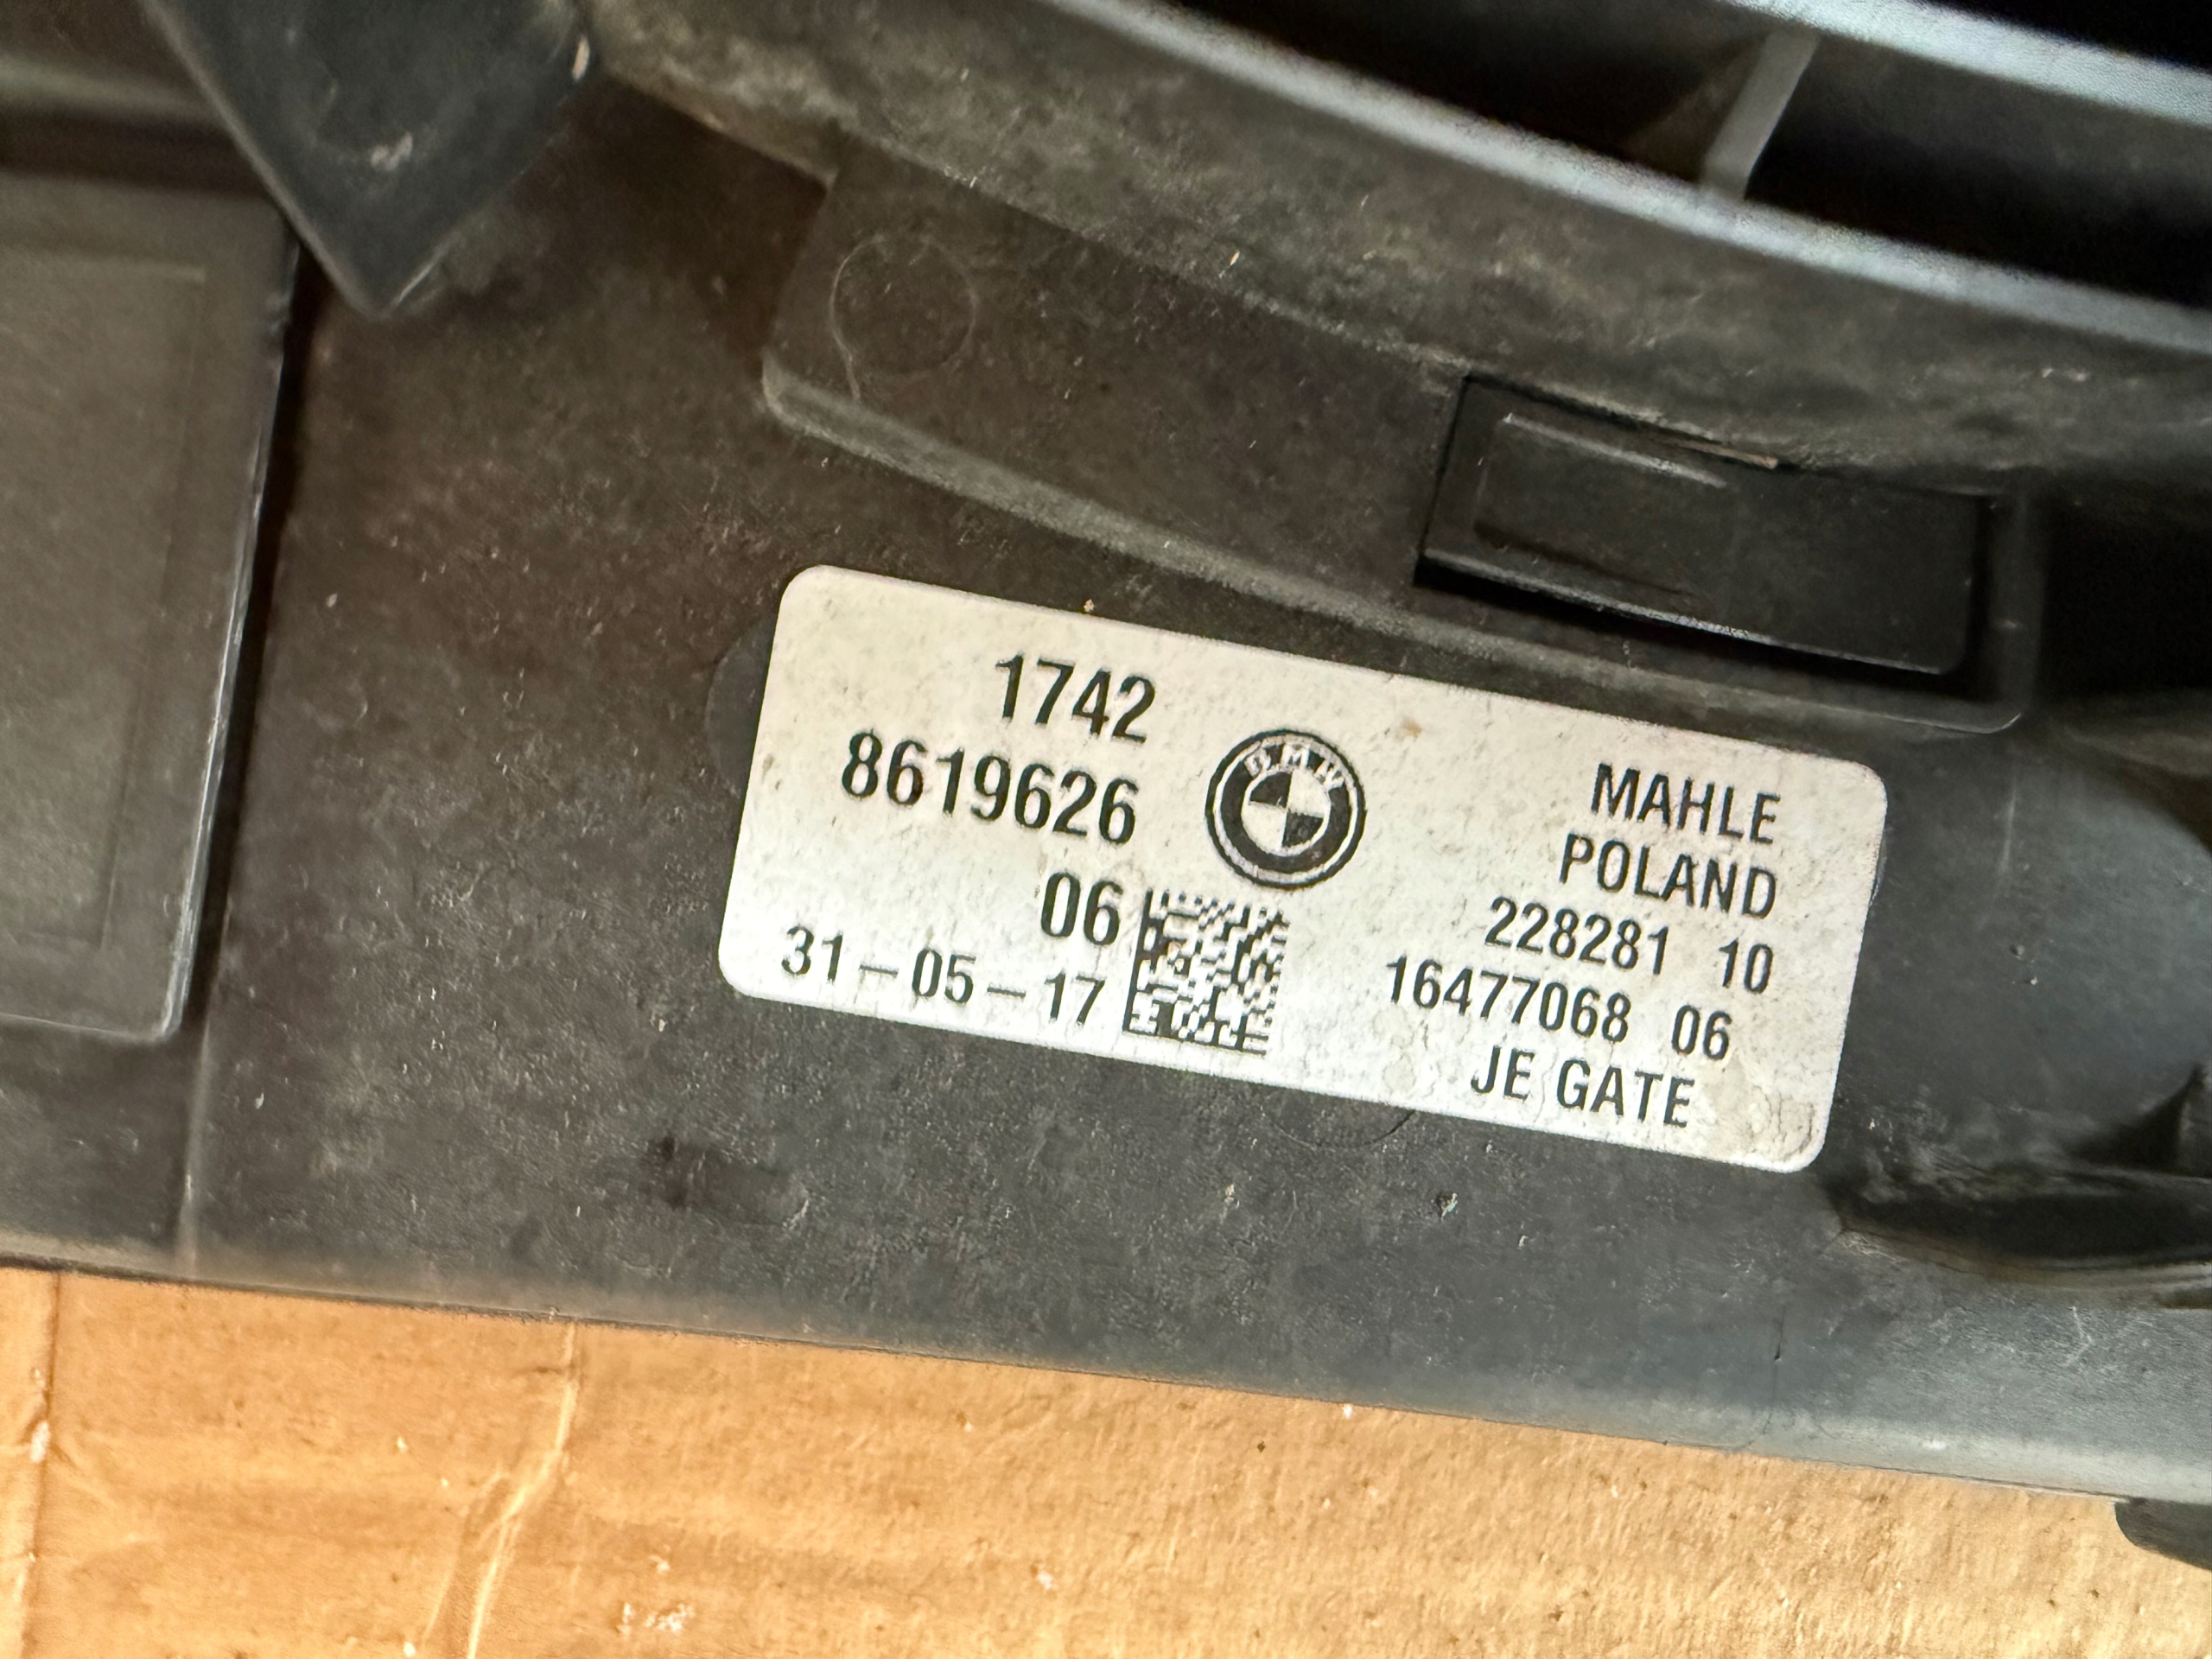 1742
8619626
06
31-05-17
BMW
MAHLE
POLAND
228281 10
16477068 06
JE GATE